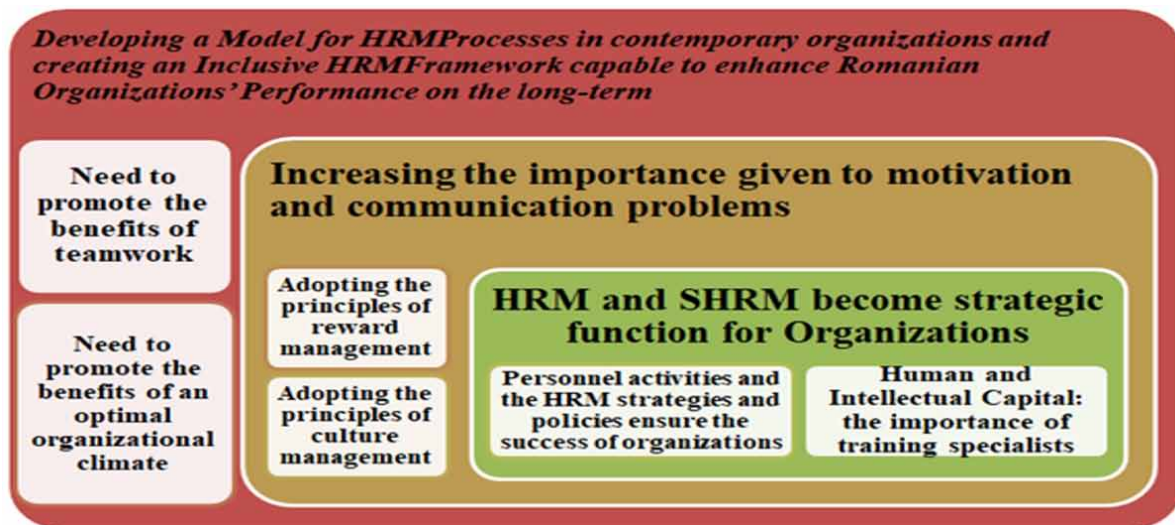 Developing a Model for HRMProcesses in contemporary organizations and
creating an Inclusive HRMFramework capable to enhance Romanian
Organizations’ Performance on the long-term
Need to
promote the
benefits of
teamwork
Need to
promote the
benefits of an
optimal
organizational
climate
Increasing the importance given to motivation
and communication problems
Adopting the
principles of
reward
management
Adopting the
principles of
culture
management
HRM and SHRM become strategic
function for Organizations
Personnel activities and
the HRM strategies and
policies ensure the
success of organizations
Human and
Intellectual Capital:
the importance of
training specialists